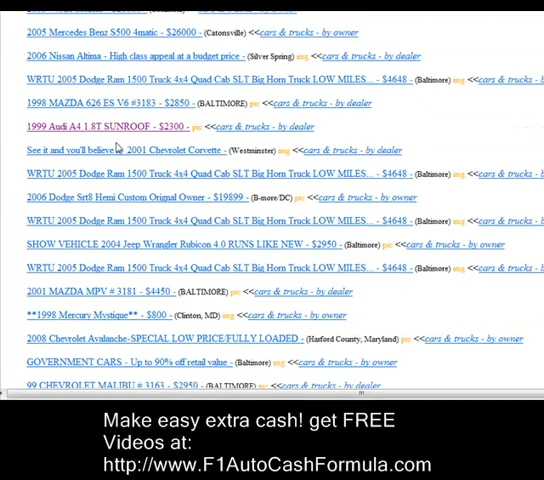 2005 Mercedes Benz S500 4matic - $26000 - (Catonsville) <<cars & trucks - by owner
2006 Nissan Altima - High class appeal at a budget price - (Silver Spring) img <<cars & trucks - by dealer
WRTU 2005 Dodge Ram 1500 Truck 4x4 Quad Cab SLT Big Horn Truck LOW MILES... - $4648 - (Baltimore) img <<cars & trucks - b
1998 MAZDA 626 ES V6 #3183 - $2850 - (BALTIMORE) pic <<cars & trucks - by dealer
1999 Audi A4 1.8T SUNROOF - $2300 - pic <<cars & trucks - by dealer
See it and you'll believe 2001 Chevrolet Corvette - (Westminster) img <<cars & trucks - by dealer
WRTU 2005 Dodge Ram 1500 Truck 4x4 Quad Cab SLT Big Horn Truck LOW MILES... - $4648 - (Baltimore) img <<cars & trucks - b
2006 Dodge Srt8 Hemi Custom Orignal Owner - $19899 - (B-more/DC) pic <<cars & trucks - by owner
WRTU 2005 Dodge Ram 1500 Truck 4x4 Quad Cab SLT Big Horn Truck LOW MILES... - $4648 - (Baltimore) img <<cars & trucks - b
SHOW VEHICLE 2004 Jeep Wrangler Rubicon 4.0 RUNS LIKE NEW - $2950 - (Baltimore) pic <<cars & trucks - by owner
WRTU 2005 Dodge Ram 1500 Truck 4x4 Quad Cab SLT Big Horn Truck LOW MILES... - $4648 - (Baltimore) img <<cars & trucks - b
2001 MAZDA MPV # 3181 - $4450 - (BALTIMORE) pic <<cars & trucks - by dealer
**1998 Mercury Mystique** - $800 - (Clinton, MD) img <<cars & trucks - by owner
2008 Chevrolet Avalanche-SPECIAL LOW PRICE/FULLY LOADED - (Harford County, Maryland) pic <<cars & trucks - by owner
GOVERNMENT CARS - Up to 90% off retail value - (Baltimore) img <<cars & trucks - by owner
99 CHEVROLET MALIBU # 3163 - $2950 - (BALTIMORE) pic <<cars & trucks - by dealer
Make easy extra cash! get FREE
Videos at:
http://www.F1AutoCashFormula.com